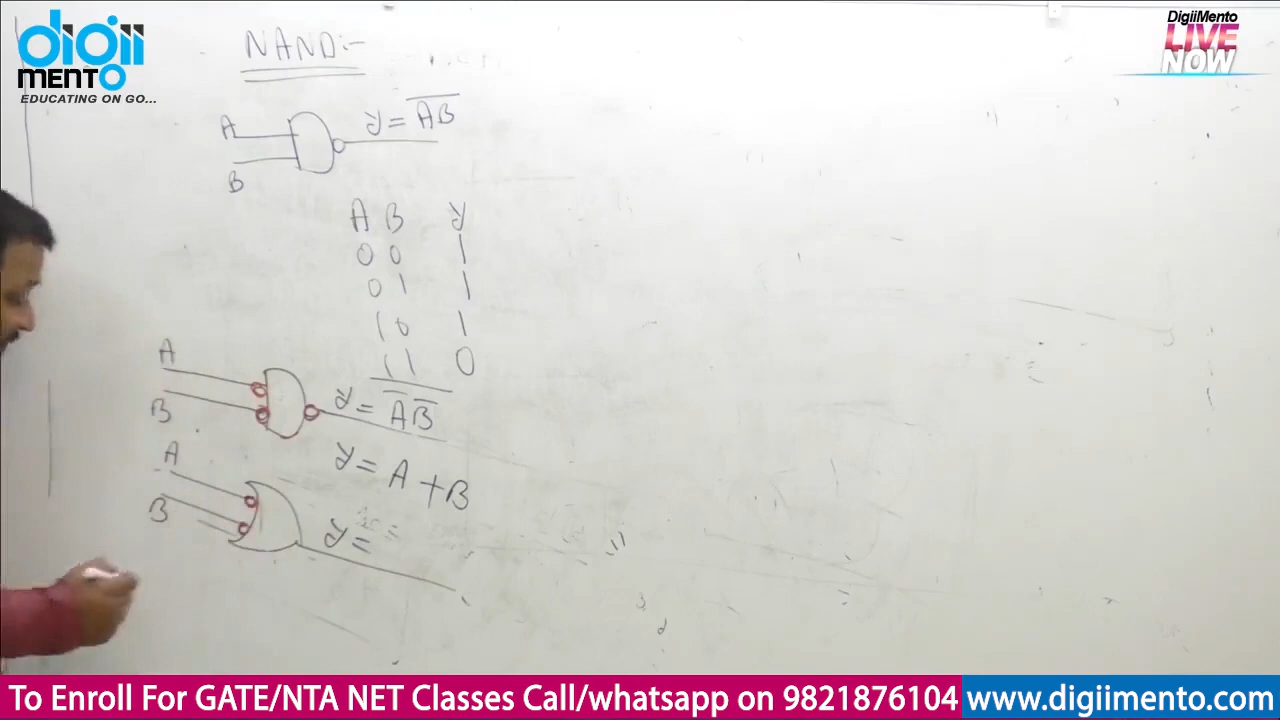 digii
MENTO
EDUCATING ON GO...
DigiiMento
LIVE
NOW
NAND:-
A
B
y = A̅B̅
A B y
0 0 1
0 1 1
1 0 1
1 1 0
A
B
y = A̅ B̅
y = A + B
A
B
y =
To Enroll For GATE/NTA NET Classes Call/whatsapp on 9821876104 www.digiimento.com